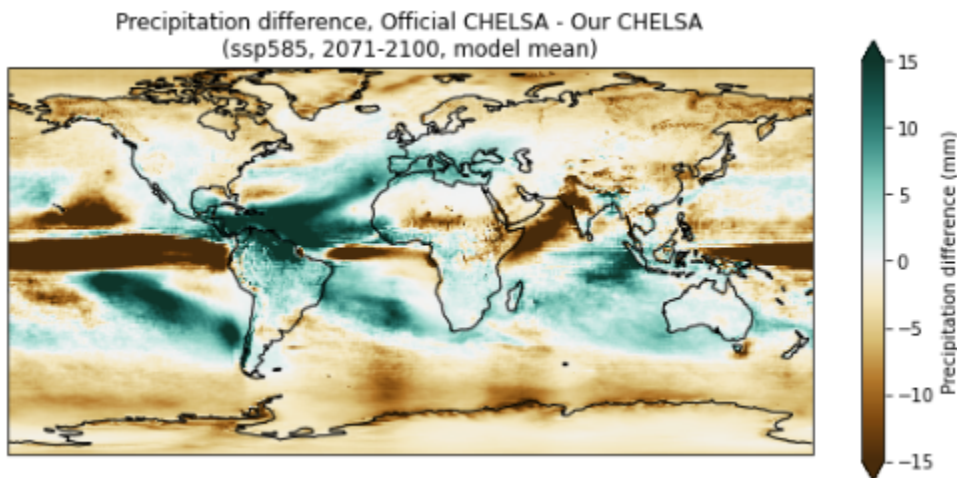 Precipitation difference, Official CHELSA - Our CHELSA
(ssp585, 2071-2100, model mean)
15
10
5
0
−5
−10
−15
Precipitation difference (mm)